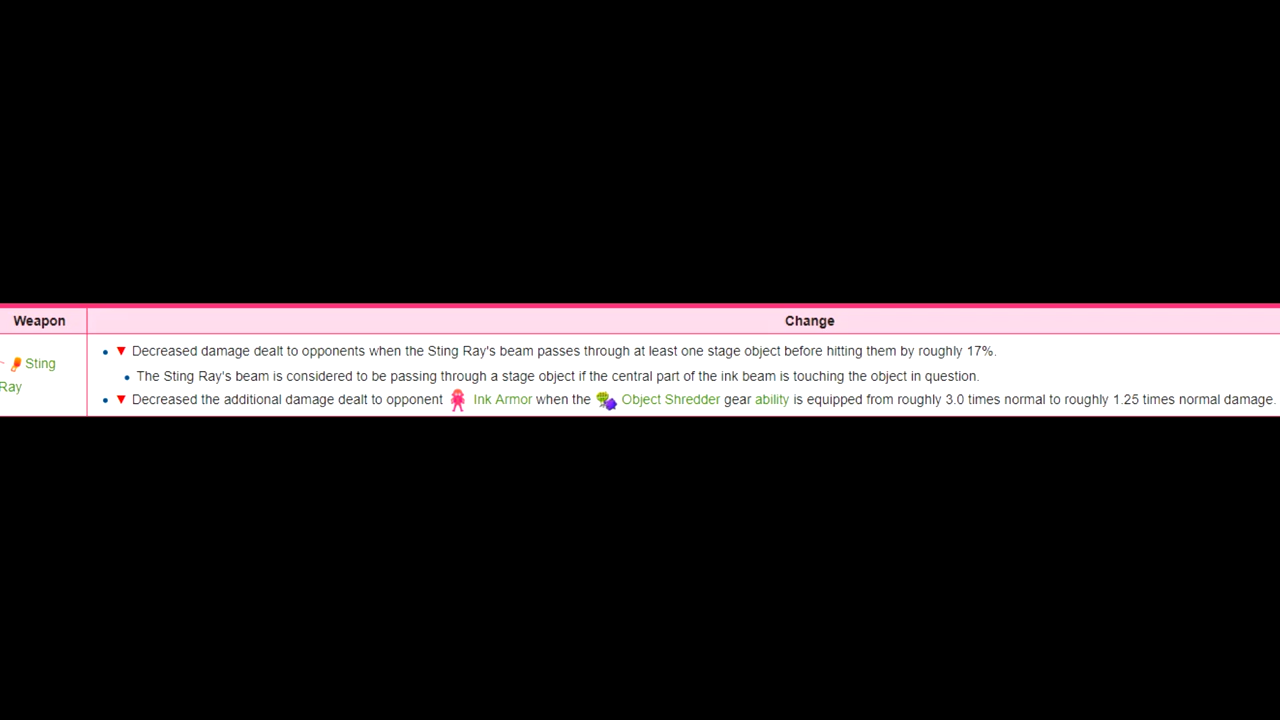 Weapon Change
Sting
Ray
Decreased damage dealt to opponents when the Sting Ray's beam passes through at least one stage object before hitting them by roughly 17%.
The Sting Ray's beam is considered to be passing through a stage object if the central part of the ink beam is touching the object in question.
Decreased the additional damage dealt to opponent Ink Armor when the Object Shredder gear ability is equipped from roughly 3.0 times normal to roughly 1.25 times normal damage.